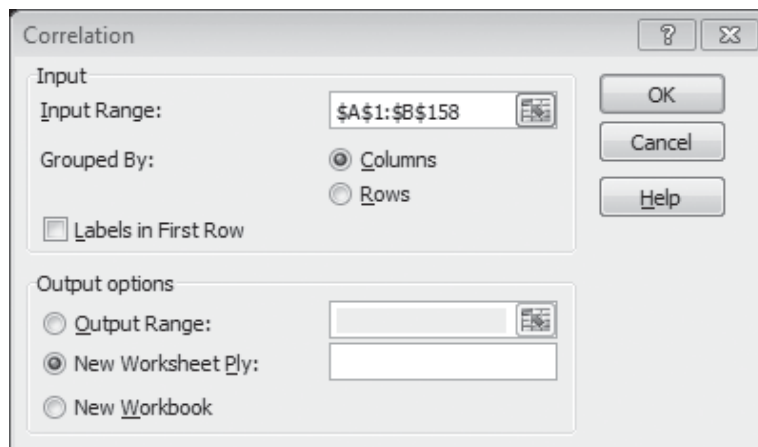 Correlation
Input
Input Range:
$A$1:$B$158
Grouped By:
Columns
Rows
Labels in First Row
OK
Cancel
Help
Output options
Output Range:
New Worksheet Ply:
New Workbook